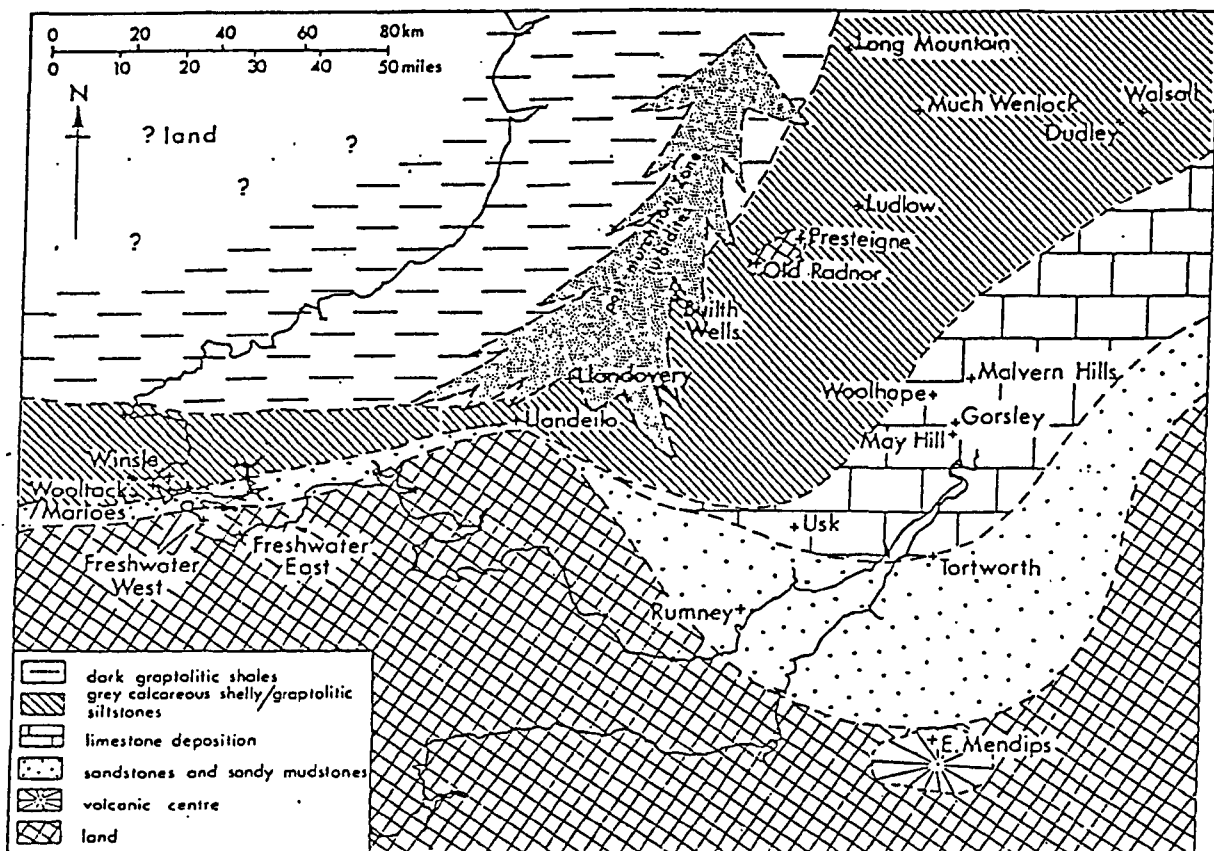 0 20 40 60 80 km
0 10 20 30 40 50 miles
N
? land
?
?
?
Long Mountain
Much Wenlock
Walsall
Dudley
Ludlow
Presteigne
Old Radnor
Builth
Wells
Llandovery
Llandeilo
Malvern Hills
Woolhope
Gorsley
May Hill
Winsle
Wooltack
/Marloes
Freshwater
West
Freshwater
East
Usk
Tortworth
Rumney
E. Mendips
dark graptolitic shales
grey calcareous shelly/graptolitic
siltstones
limestone deposition
sandstones and sandy mudstones
volcanic centre
land